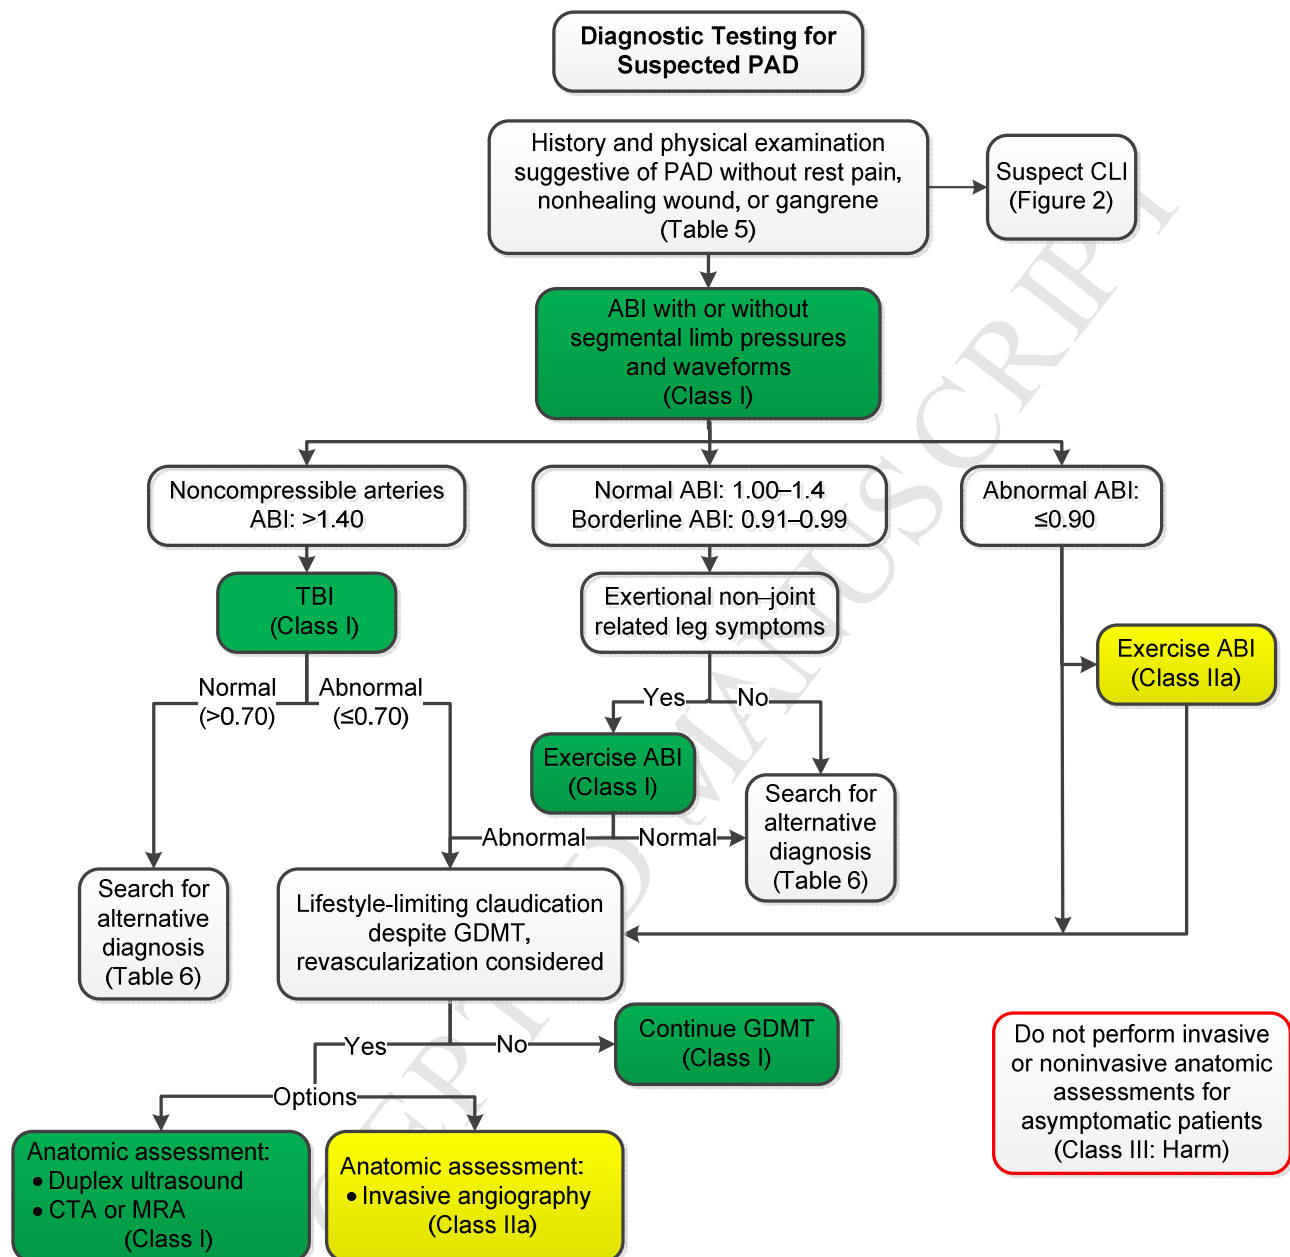 Diagnostic Testing for
Suspected PAD
History and physical examination
suggestive of PAD without rest pain,
nonhealing wound, or gangrene
(Table 5)
Suspect CLI
(Figure 2)
ABI with or without
segmental limb pressures
and waveforms
(Class I)
Noncompressible arteries
ABI: >1.40
Normal ABI: 1.00–1.4
Borderline ABI: 0.91–0.99
Abnormal ABI:
≤0.90
TBI
(Class I)
Exertional non–joint
related leg symptoms
Exercise ABI
(Class IIa)
Normal
(>0.70)
Abnormal
(≤0.70)
Yes
No
Exercise ABI
(Class I)
Search for
alternative
diagnosis
(Table 6)
Abnormal
Normal
Search for
alternative
diagnosis
(Table 6)
Lifestyle-limiting claudication
despite GDMT,
revascularization considered
Yes
No
Continue GDMT
(Class I)
Do not perform invasive
or noninvasive anatomic
assessments for
asymptomatic patients
(Class III: Harm)
Options
Anatomic assessment:
• Duplex ultrasound
• CTA or MRA
(Class I)
Anatomic assessment:
• Invasive angiography
(Class IIa)
MANUSCRIPT